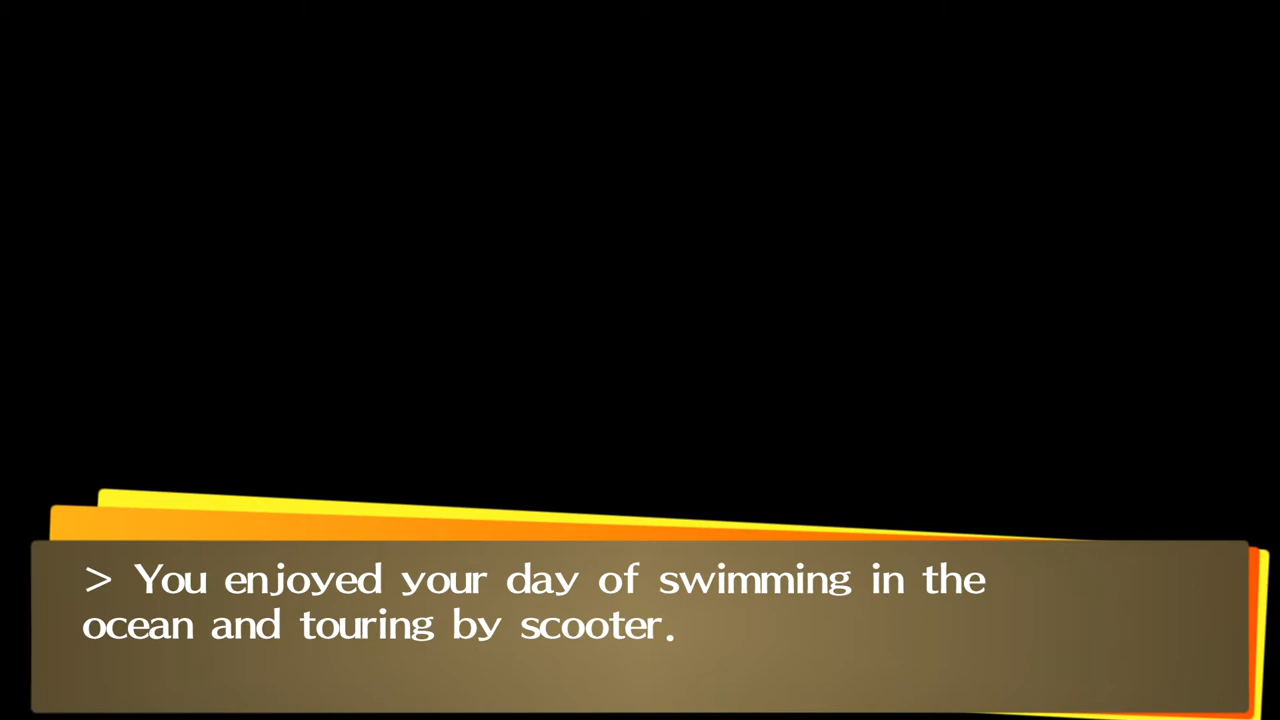 > You enjoyed your day of swimming in the
ocean and touring by scooter.